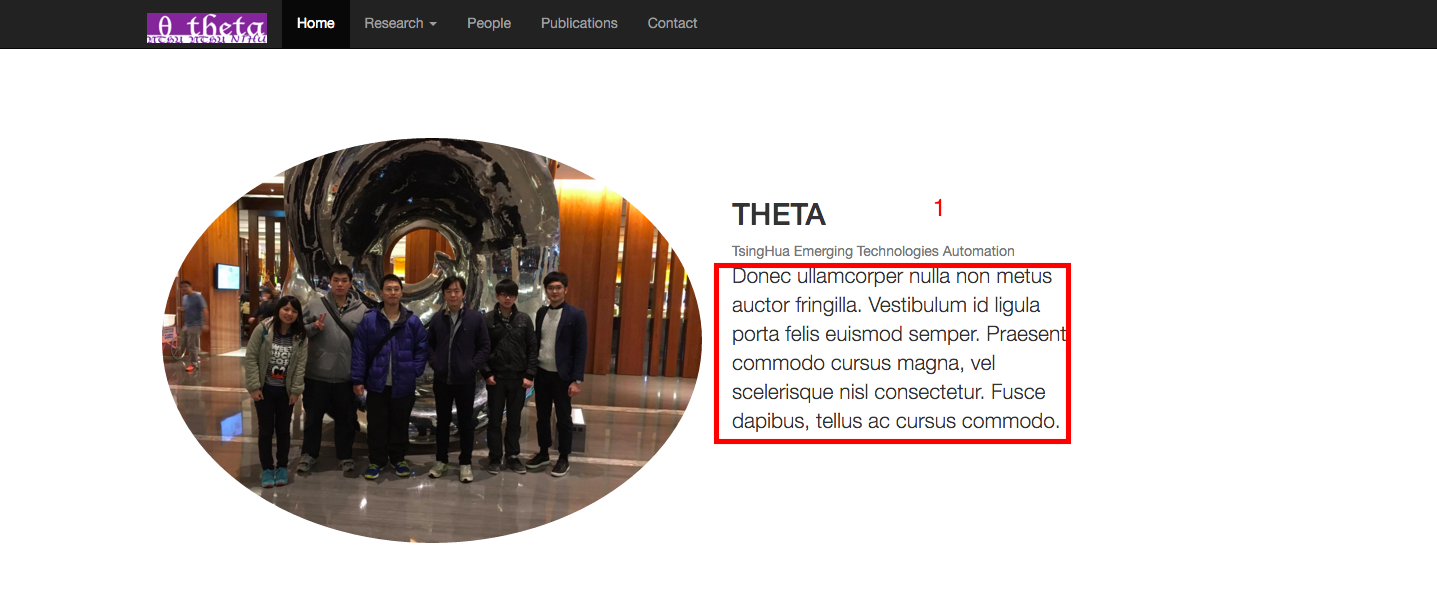 θ theta
Home
Research
People
Publications
Contact
THETA
1
TsingHua Emerging Technologies Automation
Donec ullamcorper nulla non metus
auctor fringilla. Vestibulum id ligula
porta felis euismod semper. Praesent
commodo cursus magna, vel
scelerisque nisl consectetur. Fusce
dapibus, tellus ac cursus commodo.